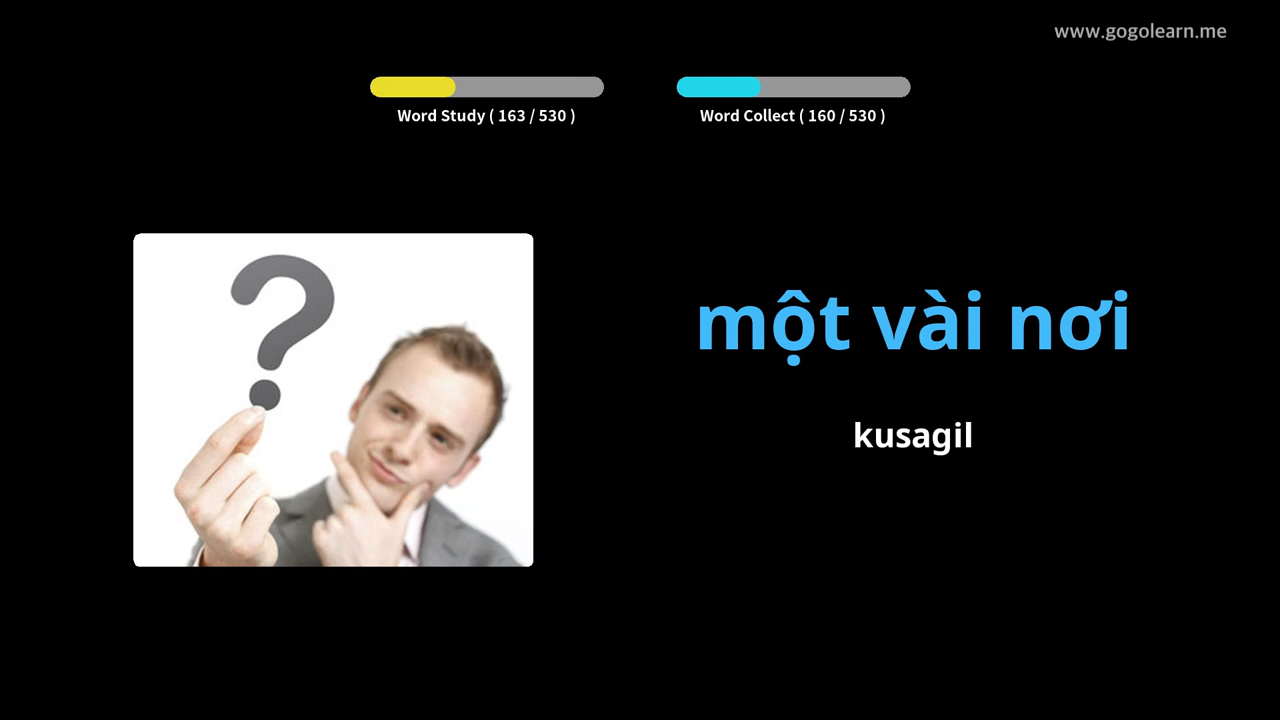 www.gogolearn.me
Word Study ( 163 / 530 )
Word Collect ( 160 / 530 )
một vài nơi
kusagil